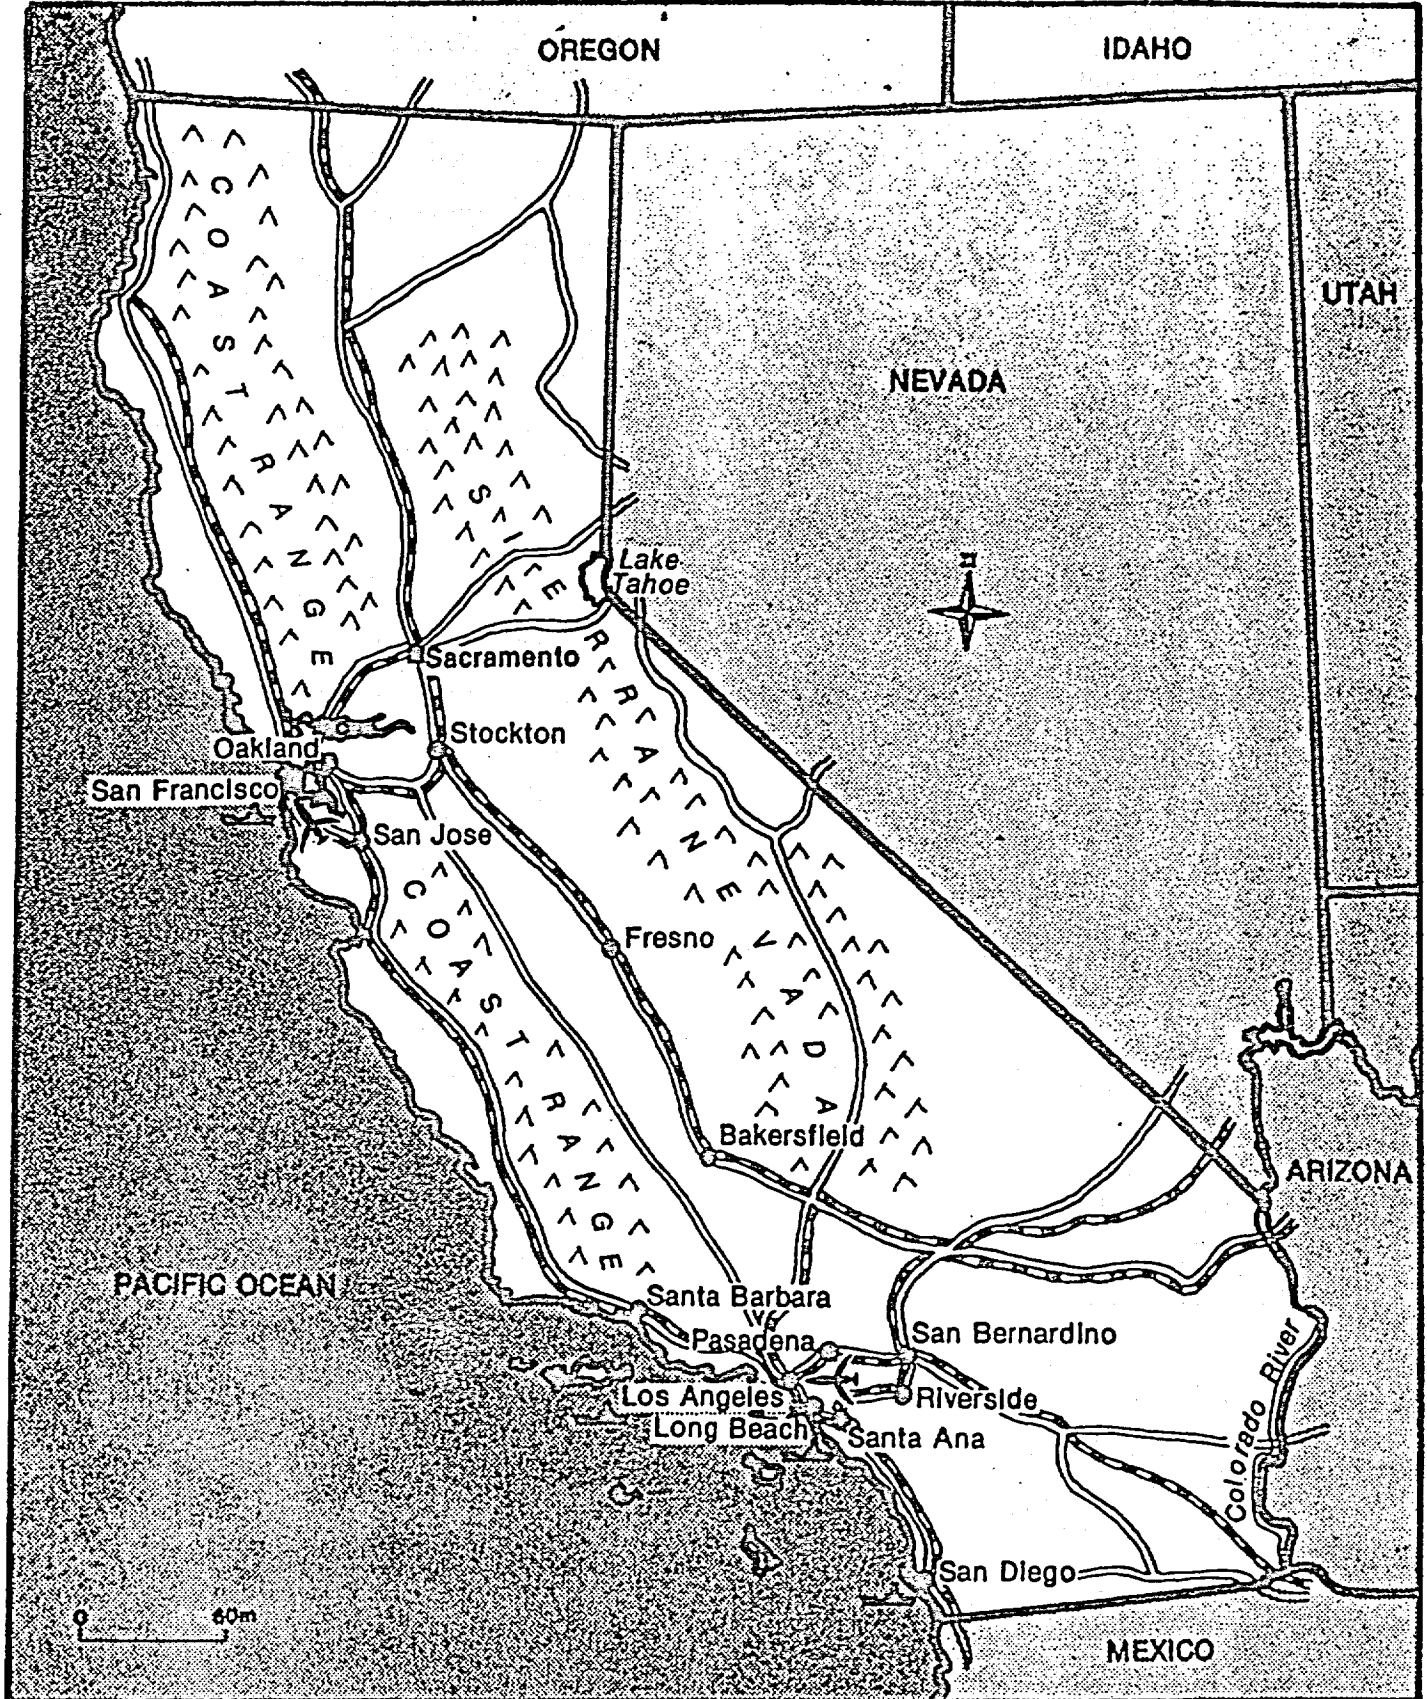 OREGON
IDAHO
COAST RANGE
UTAH
NEVADA
SIERRA NEVADA
Lake
Tahoe
Sacramento
Stockton
Oakland
San Francisco
San Jose
COAST RANGE
Fresno
Bakersfield
ARIZONA
PACIFIC OCEAN
Santa Barbara
Pasadena
San Bernardino
Los Angeles
Riverside
Long Beach
Santa Ana
Colorado River
San Diego
0 60m
MEXICO